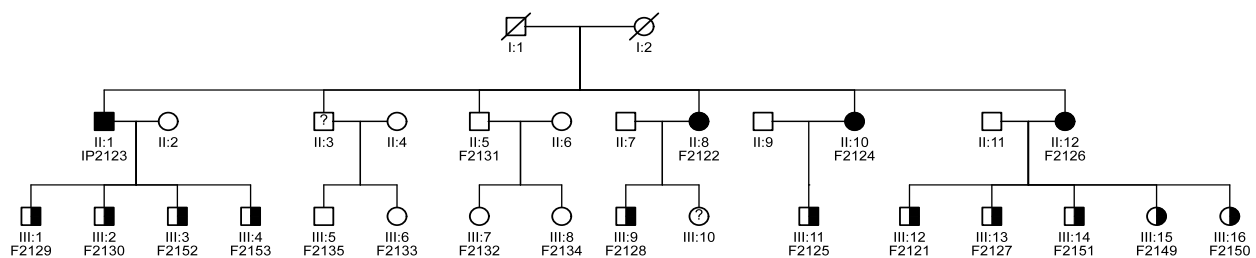 I:1 I:2
? 
II:1 II:2 II:3 II:4 II:5 II:6 II:7 II:8 II:9 II:10 II:11 II:12
IP2123 F2131 F2122 F2124 F2126
?
III:1 III:2 III:3 III:4 III:5 III:6 III:7 III:8 III:9 III:10 III:11 III:12 III:13 III:14 III:15 III:16
F2129 F2130 F2152 F2153 F2135 F2133 F2132 F2134 F2128 F2125 F2121 F2127 F2151 F2149 F2150